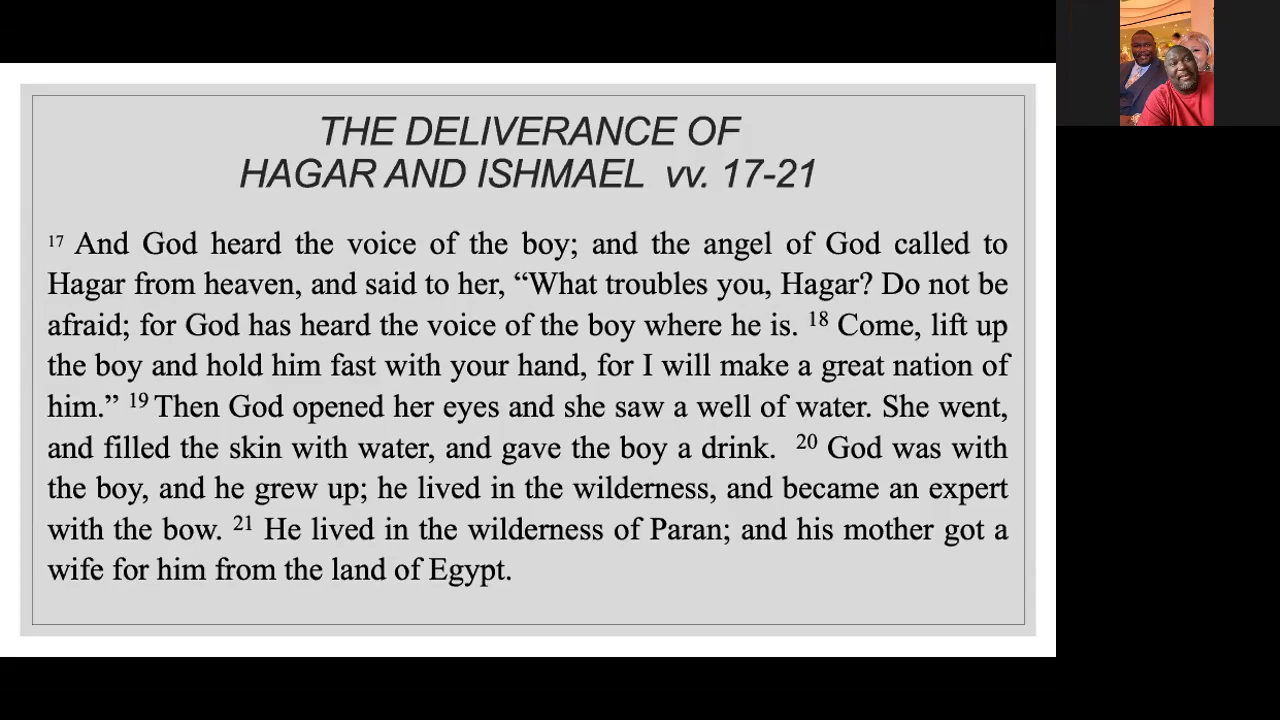 THE DELIVERANCE OF
HAGAR AND ISHMAEL vv. 17-21
17 And God heard the voice of the boy; and the angel of God called to
Hagar from heaven, and said to her, “What troubles you, Hagar? Do not be
afraid; for God has heard the voice of the boy where he is. 18 Come, lift up
the boy and hold him fast with your hand, for I will make a great nation of
him.” 19 Then God opened her eyes and she saw a well of water. She went,
and filled the skin with water, and gave the boy a drink. 20 God was with
the boy, and he grew up; he lived in the wilderness, and became an expert
with the bow. 21 He lived in the wilderness of Paran; and his mother got a
wife for him from the land of Egypt.